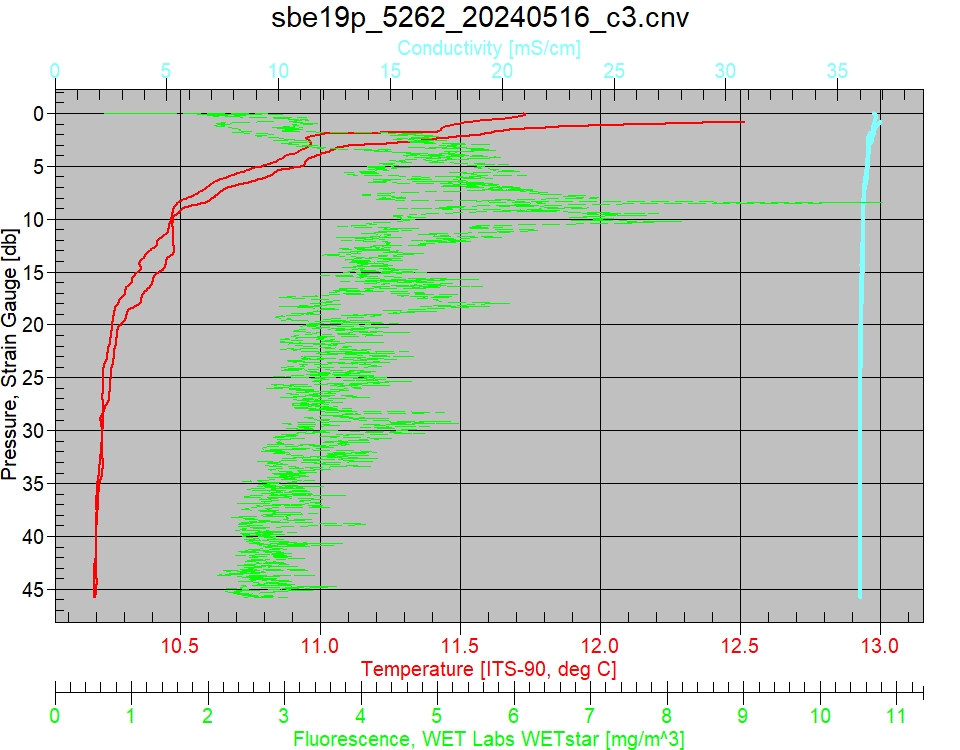 sbe19p_5262_20240516_c3.cnv
Conductivity [mS/cm]
0 5 10 15 20 25 30 35
Pressure, Strain Gauge [db]
0
5
10
15
20
25
30
35
40
45
10.5 11.0 11.5 12.0 12.5 13.0
Temperature [ITS-90, deg C]
0 1 2 3 4 5 6 7 8 9 10 11
Fluorescence, WET Labs WETstar [mg/m^3]